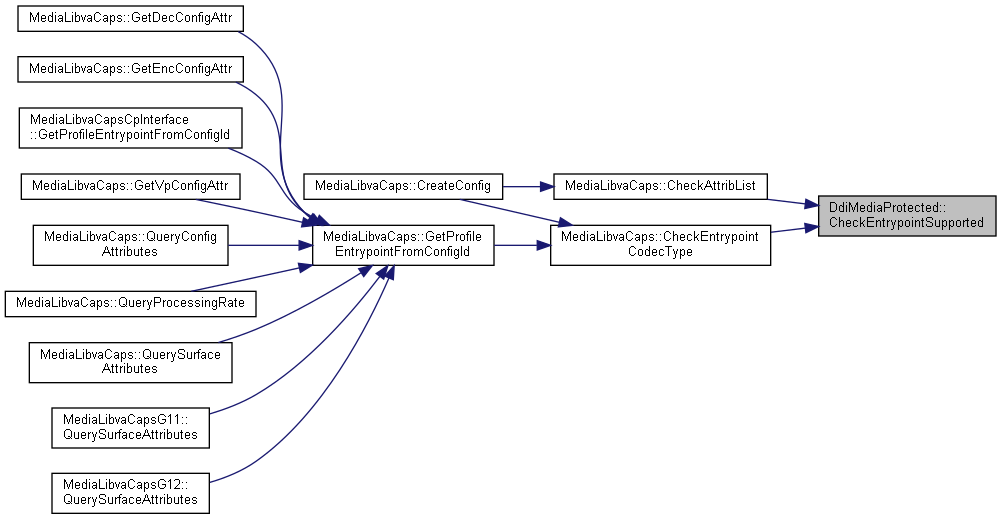 MediaLibvaCaps::GetDecConfigAttr
MediaLibvaCaps::GetEncConfigAttr
MediaLibvaCapsCpInterface
::GetProfileEntrypointFromConfigId
MediaLibvaCaps::GetVpConfigAttr
MediaLibvaCaps::QueryConfig
Attributes
MediaLibvaCaps::QueryProcessingRate
MediaLibvaCaps::QuerySurface
Attributes
MediaLibvaCapsG11::
QuerySurfaceAttributes
MediaLibvaCapsG12::
QuerySurfaceAttributes
MediaLibvaCaps::CreateConfig
MediaLibvaCaps::GetProfile
EntrypointFromConfigId
MediaLibvaCaps::CheckAttribList
MediaLibvaCaps::CheckEntrypoint
CodecType
DdiMediaProtected::
CheckEntrypointSupported